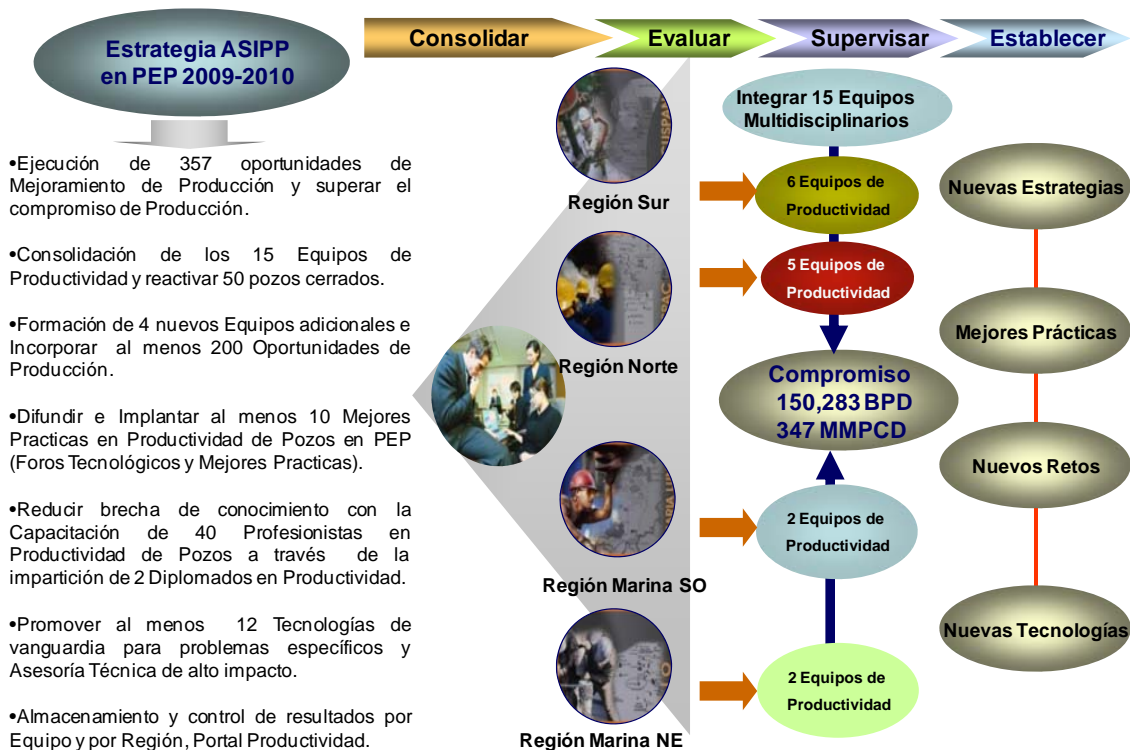 Estrategia ASIPP
en PEP 2009-2010
Consolidar
Evaluar
Supervisar
Establecer
•Ejecución de 357 oportunidades de
Mejoramiento de Producción y superar el
compromiso de Producción.
•Consolidación de los 15 Equipos de
Productividad y reactivar 50 pozos cerrados.
•Formación de 4 nuevos Equipos adicionales e
Incorporar al menos 200 Oportunidades de
Producción.
•Difundir e Implantar al menos 10 Mejores
Practicas en Productividad de Pozos en PEP
(Foros Tecnológicos y Mejores Practicas).
•Reducir brecha de conocimiento con la
Capacitación de 40 Profesionistas en
Productividad de Pozos a través de la
impartición de 2 Diplomados en Productividad.
•Promover al menos 12 Tecnologías de
vanguardia para problemas específicos y
Asesoría Técnica de alto impacto.
•Almacenamiento y control de resultados por
Equipo y por Región, Portal Productividad.
Región Sur
Región Norte
Región Marina SO
Región Marina NE
Integrar 15 Equipos
Multidisciplinarios
6 Equipos de
Productividad
5 Equipos de
Productividad
Compromiso
150,283 BPD
347 MMPCD
2 Equipos de
Productividad
2 Equipos de
Productividad
Nuevas Estrategias
Mejores Prácticas
Nuevos Retos
Nuevas Tecnologías